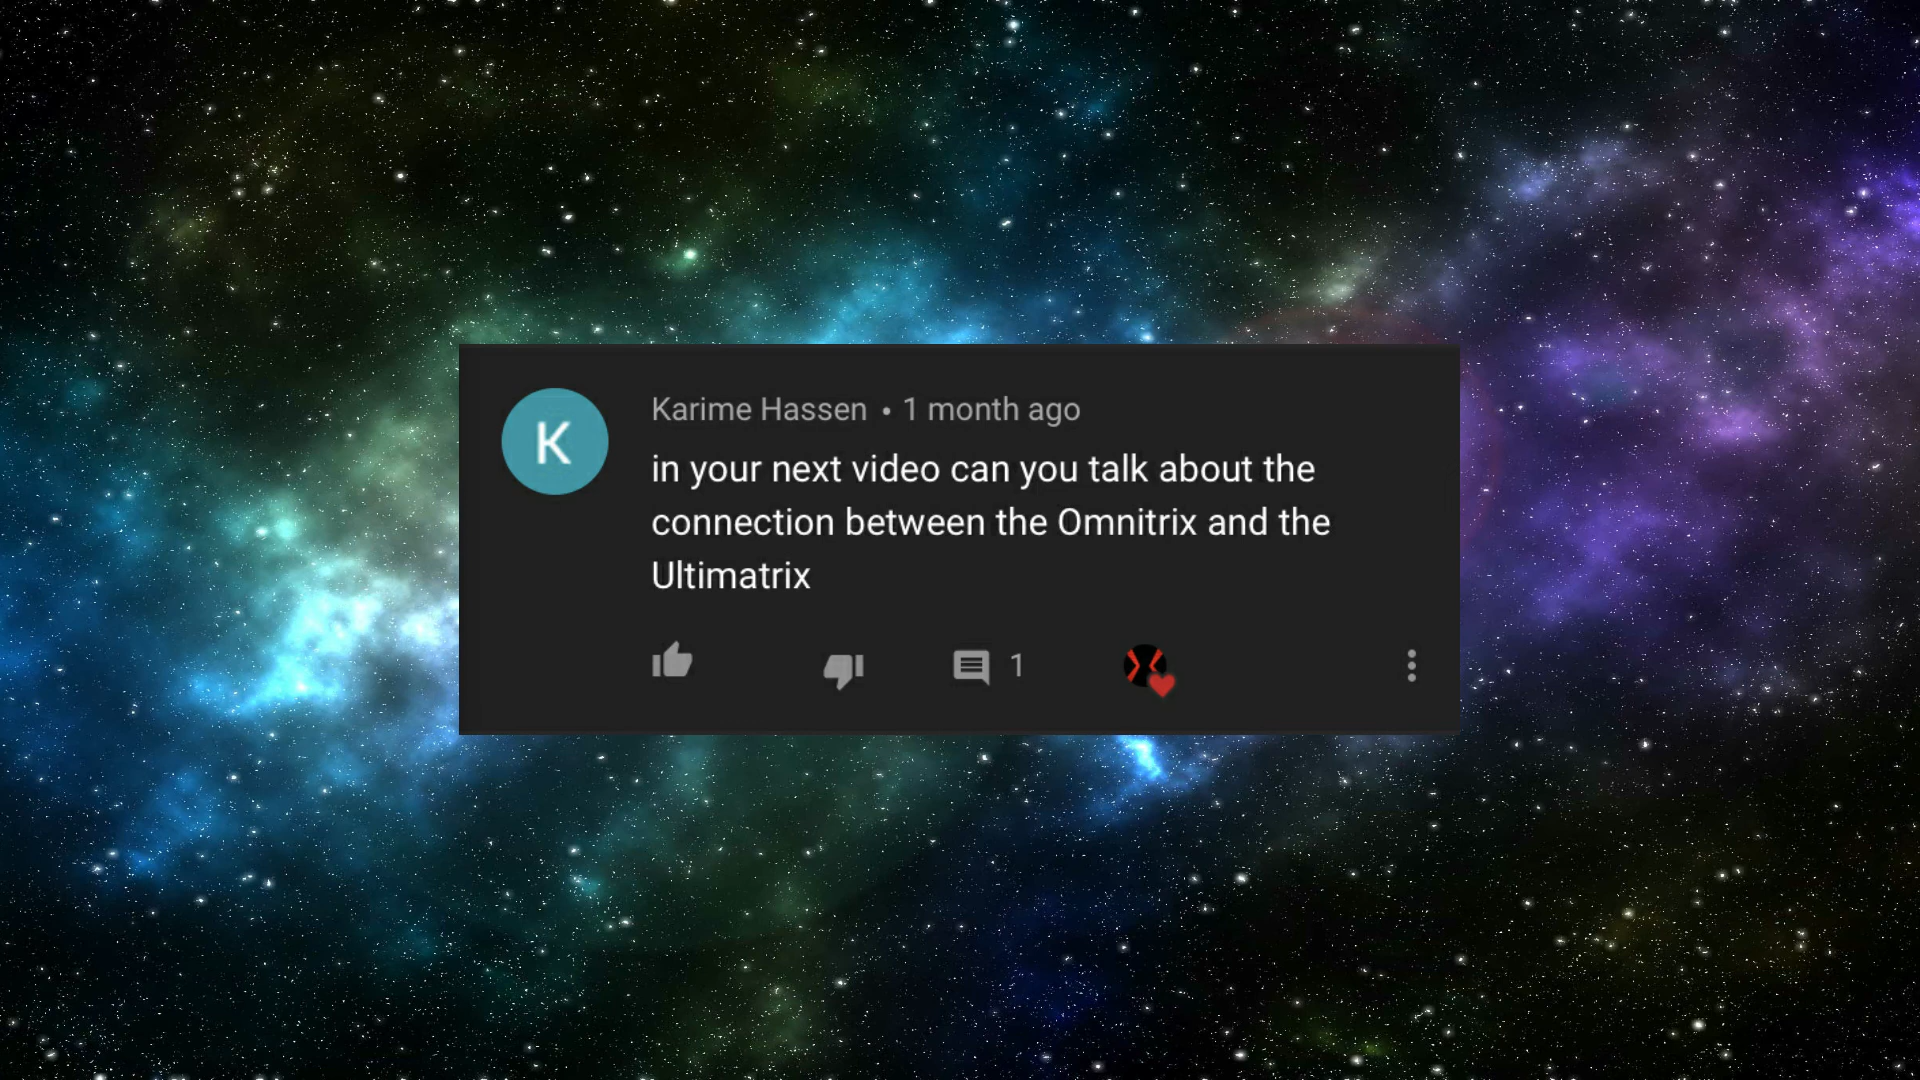 K
Karime Hassen • 1 month ago
in your next video can you talk about the
connection between the Omnitrix and the
Ultimatrix
1